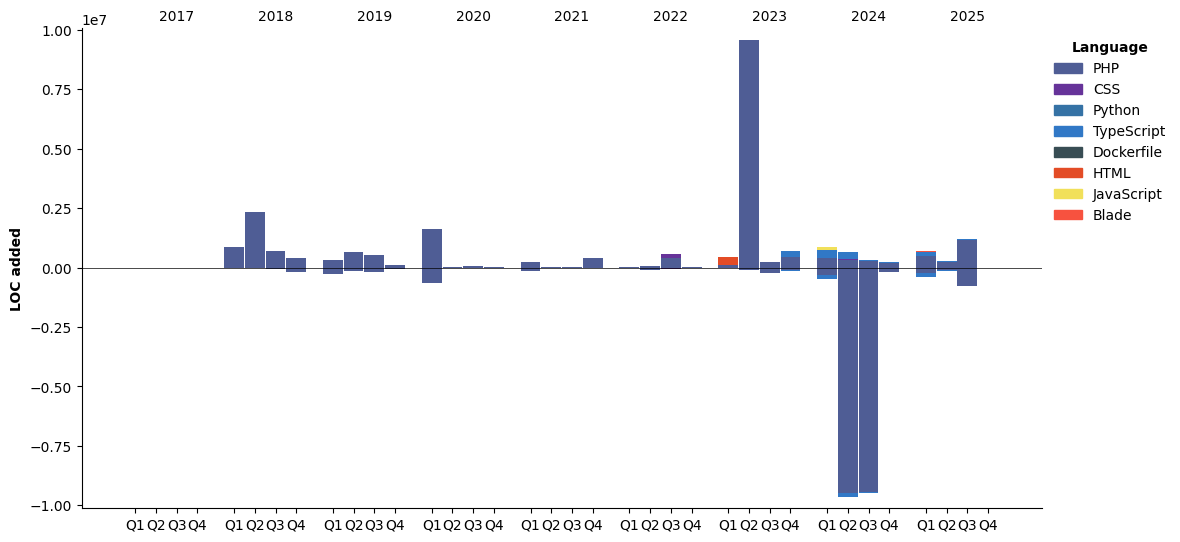 2017 2018 2019 2020 2021 2022 2023 2024 2025
1e7
1.00
0.75
0.50
0.25
0.00
−0.25
−0.50
−0.75
−1.00
LOC added
Q1 Q2 Q3 Q4 Q1 Q2 Q3 Q4 Q1 Q2 Q3 Q4 Q1 Q2 Q3 Q4 Q1 Q2 Q3 Q4 Q1 Q2 Q3 Q4 Q1 Q2 Q3 Q4 Q1 Q2 Q3 Q4 Q1 Q2 Q3 Q4
Language
PHP
CSS
Python
TypeScript
Dockerfile
HTML
JavaScript
Blade